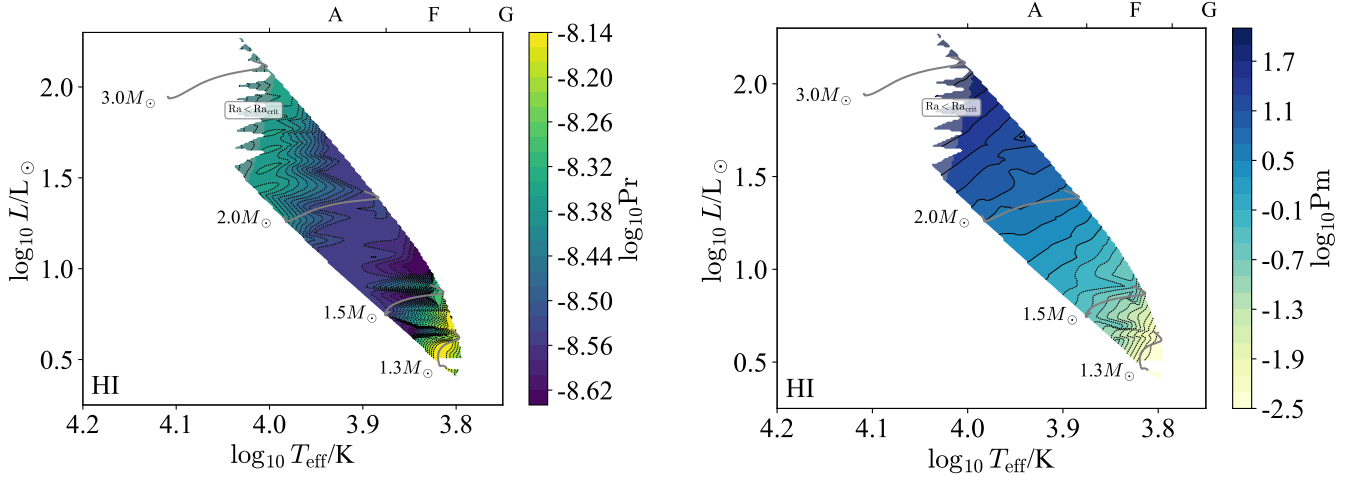 A F G
2.0
1.5
1.0
0.5
log₁₀ L/L⊙
3.0M⊙
Ra < Ra_crit
2.0M⊙
1.5M⊙
1.3M⊙
HI
4.2 4.1 4.0 3.9 3.8
log₁₀ T_eff/K
-8.14
-8.20
-8.26
-8.32
-8.38
-8.44
-8.50
-8.56
-8.62
log₁₀Pr
A F G
2.0
1.5
1.0
0.5
log₁₀ L/L⊙
3.0M⊙
Ra < Ra_crit
2.0M⊙
1.5M⊙
1.3M⊙
HI
4.2 4.1 4.0 3.9 3.8
log₁₀ T_eff/K
1.7
1.1
0.5
-0.1
-0.7
-1.3
-1.9
-2.5
log₁₀Pm